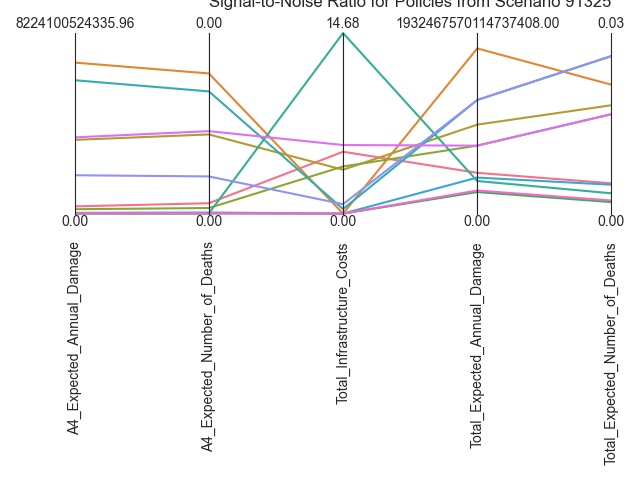 Signal-to-Noise Ratio for Policies from Scenario 91325
82241100524335.96 0.00 14.68 1932467570114737408.00 0.03
0.00 0.00 0.00 0.00 0.00
A4_Expected_Annual_Damage
A4_Expected_Number_of_Deaths
Total_Infrastructure_Costs
Total_Expected_Annual_Damage
Total_Expected_Number_of_Deaths